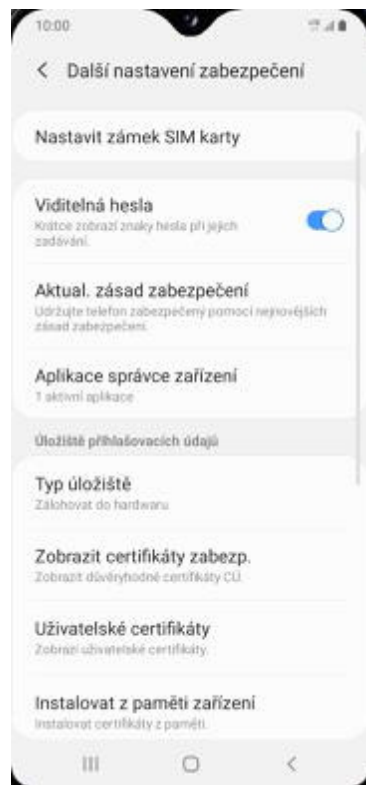 10:00
Další nastavení zabezpečení
Nastavit zámek SIM karty
Viditelná hesla
Krátce zobrazí znaky hesla při jejich
zadávání.
Aktual. zásad zabezpečení
Udržujte telefon zabezpečený pomocí nejnovějších
zásad zabezpečení.
Aplikace správce zařízení
1 aktivní aplikace
Úložiště přihlašovacích údajů
Typ úložiště
Zálohovat do hardwaru
Zobrazit certifikáty zabezp.
Zobrazit důvěryhodné certifikáty CÚ.
Uživatelské certifikáty
Zobrazí uživatelské certifikáty.
Instalovat z paměti zařízení
Instalovat certifikáty z paměti.